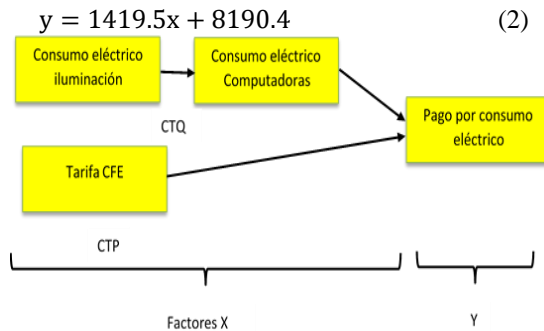 y = 1419.5x + 8190.4 (2)
Consumo eléctrico
iluminación
Consumo eléctrico
Computadoras
Pago por consumo
eléctrico
CTQ
Tarifa CFE
CTP
Factores X
Y